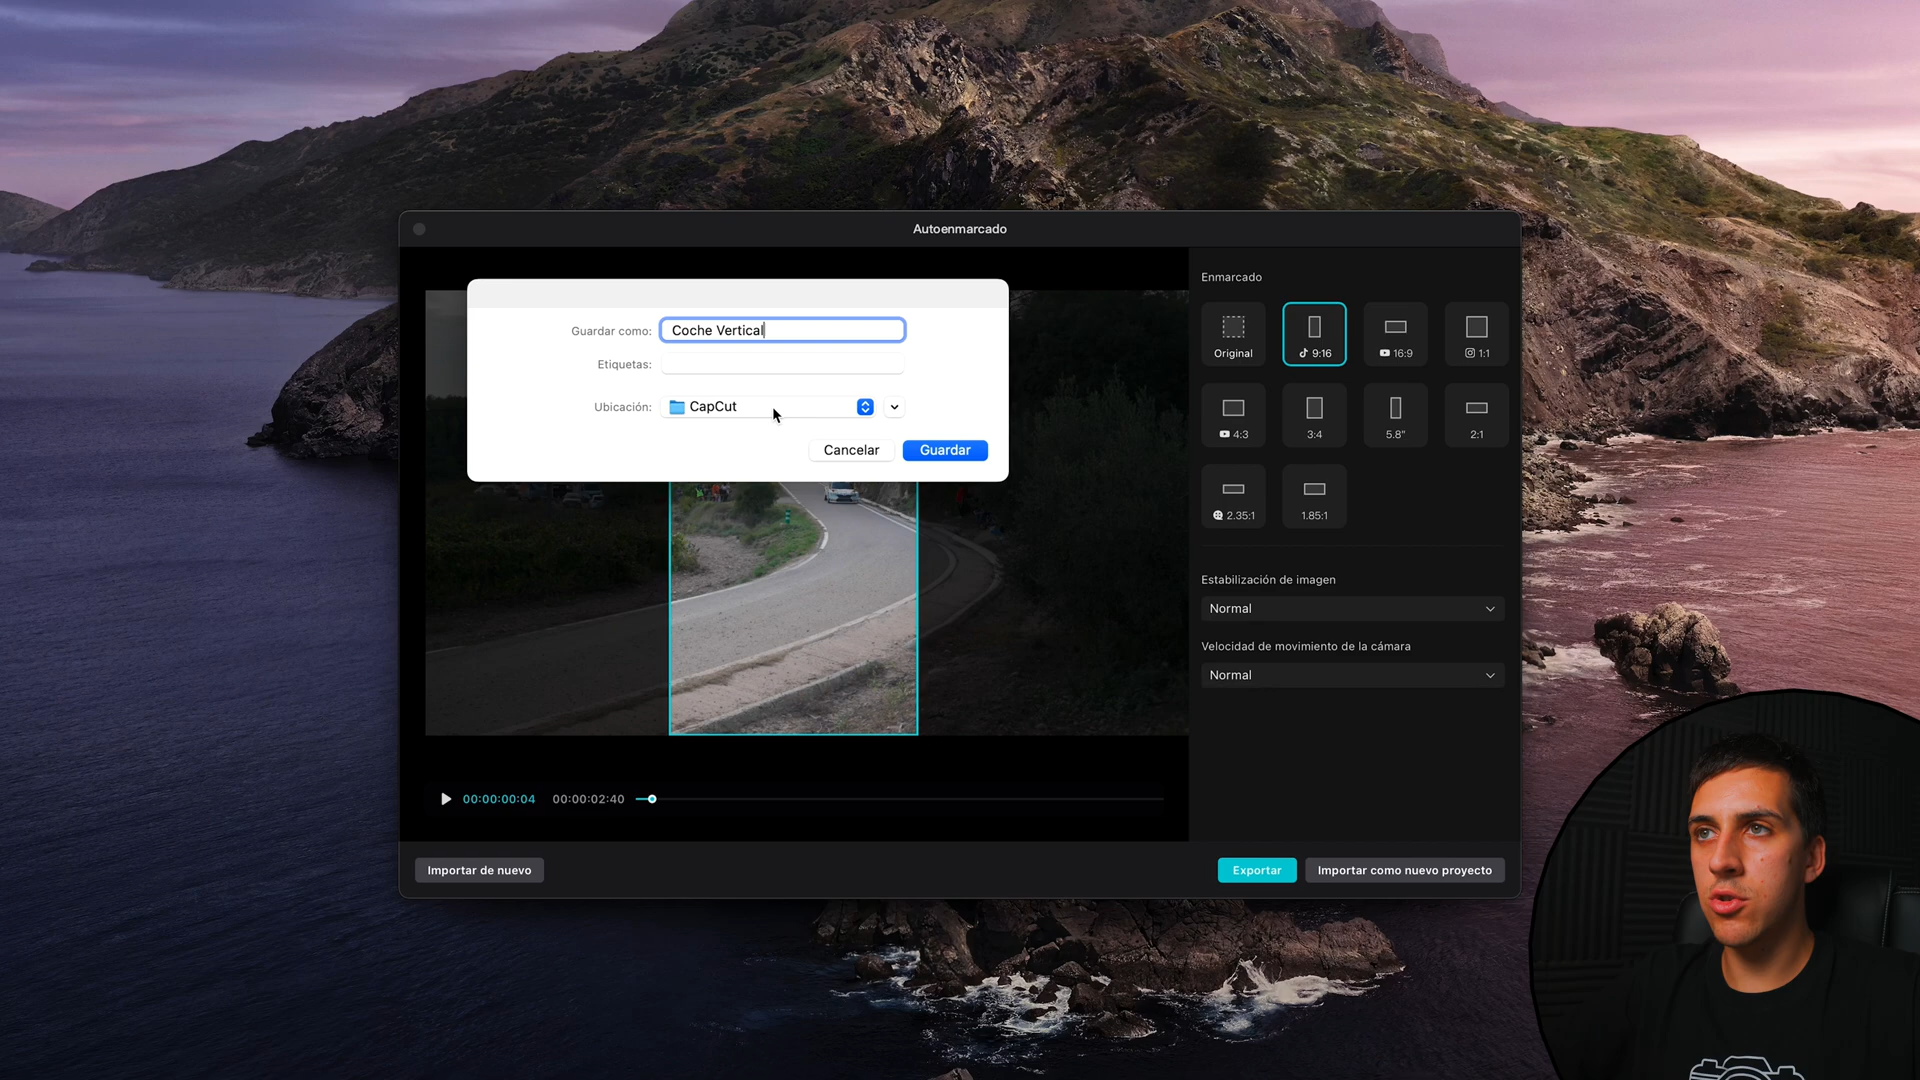 Autoenmarcado
Guardar como: Coche Vertical
Etiquetas:
Ubicación: CapCut
Cancelar Guardar
Enmarcado
Original 9:16 16:9 1:1
4:3 3:4 5.8" 2:1
2.35:1 1.85:1
Estabilización de imagen
Normal
Velocidad de movimiento de la cámara
Normal
00:00:00:04 00:00:02:40
Importar de nuevo Exportar Importar como nuevo proyecto